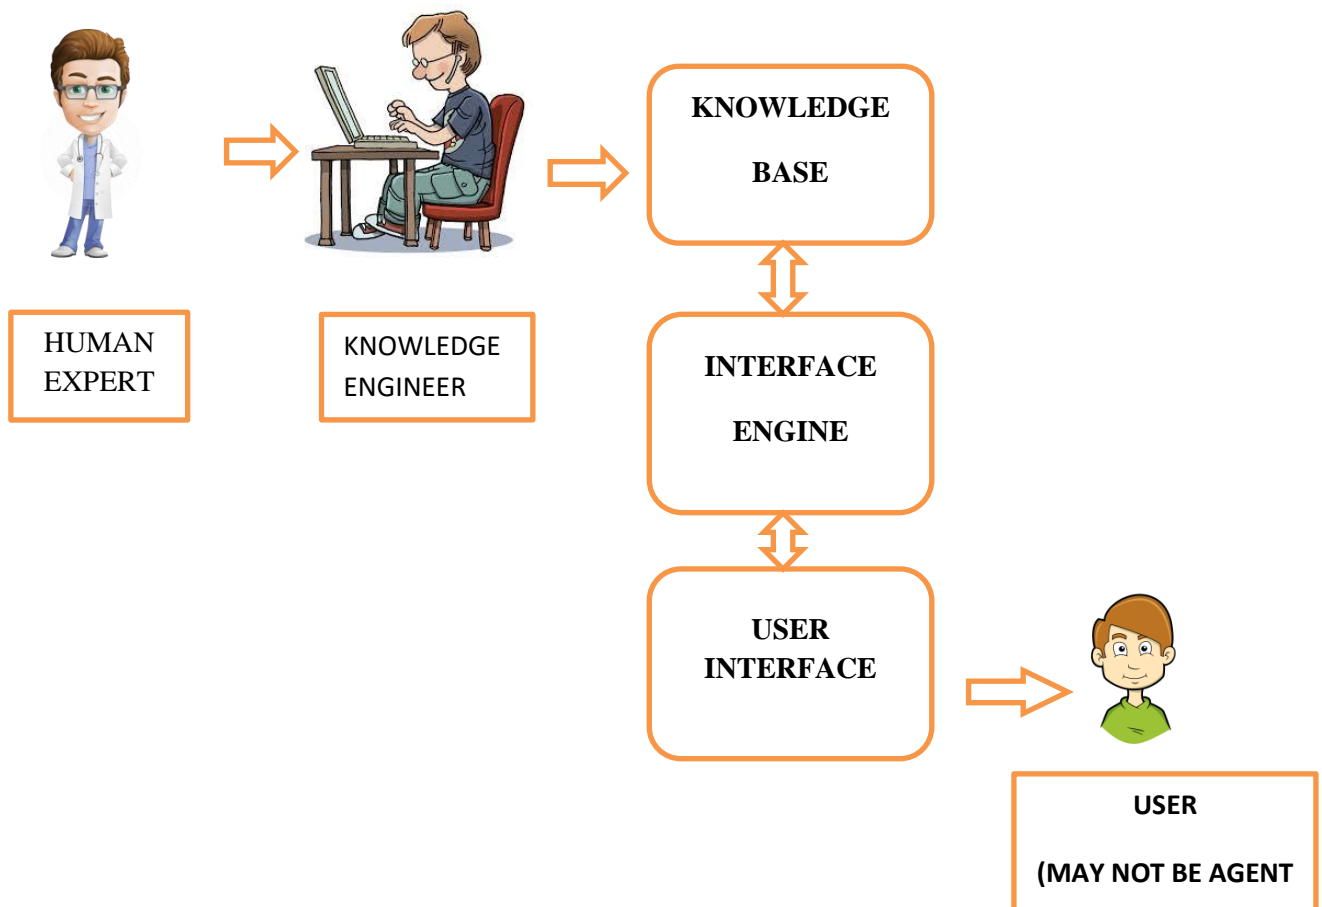 KNOWLEDGE
BASE
HUMAN
EXPERT
KNOWLEDGE
ENGINEER
INTERFACE
ENGINE
USER
INTERFACE
USER
(MAY NOT BE AGENT